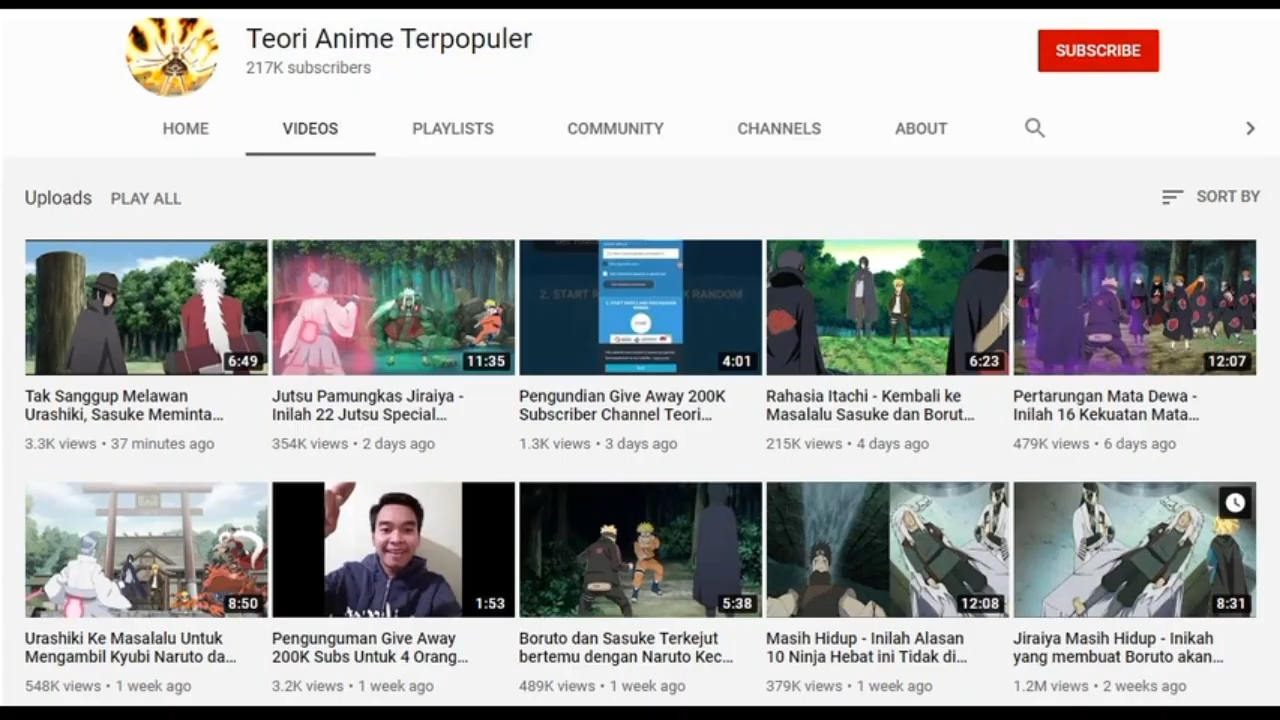 Teori Anime Terpopuler
217K subscribers
SUBSCRIBE
HOME
VIDEOS
PLAYLISTS
COMMUNITY
CHANNELS
ABOUT
Uploads
PLAY ALL
SORT BY
6:49
11:35
2. START
RANDOM
4:01
6:23
12:07
Tak Sanggup Melawan
Urashiki, Sasuke Meminta...
3.3K views • 37 minutes ago
Jutsu Pamungkas Jiraiya -
Inilah 22 Jutsu Special...
354K views • 2 days ago
Pengundian Give Away 200K
Subscriber Channel Teori...
1.3K views • 3 days ago
Rahasia Itachi - Kembali ke
Masalalu Sasuke dan Borut...
215K views • 4 days ago
Pertarungan Mata Dewa -
Inilah 16 Kekuatan Mata...
479K views • 6 days ago
8:50
1:53
5:38
12:08
8:31
Urashiki Ke Masalalu Untuk
Mengambil Kyubi Naruto da...
548K views • 1 week ago
Pengunguman Give Away
200K Subs Untuk 4 Orang...
3.2K views • 1 week ago
Boruto dan Sasuke Terkejut
bertemu dengan Naruto Kec...
489K views • 1 week ago
Masih Hidup - Inilah Alasan
10 Ninja Hebat ini Tidak di...
379K views • 1 week ago
Jiraiya Masih Hidup - Inikah
yang membuat Boruto akan...
1.2M views • 2 weeks ago